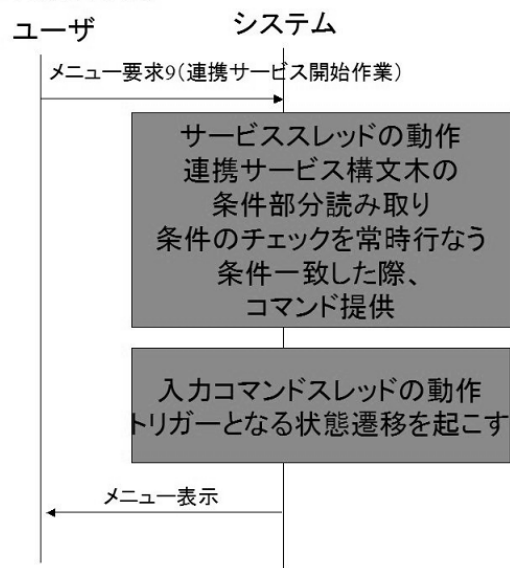 ユーザ
システム
メニュー要求9(連携サービス開始作業)
サービススレッドの動作
連携サービス構文木の
条件部分読み取り
条件のチェックを常時行なう
条件一致した際、
コマンド提供
入力コマンドスレッドの動作
トリガーとなる状態遷移を起こす
メニュー表示